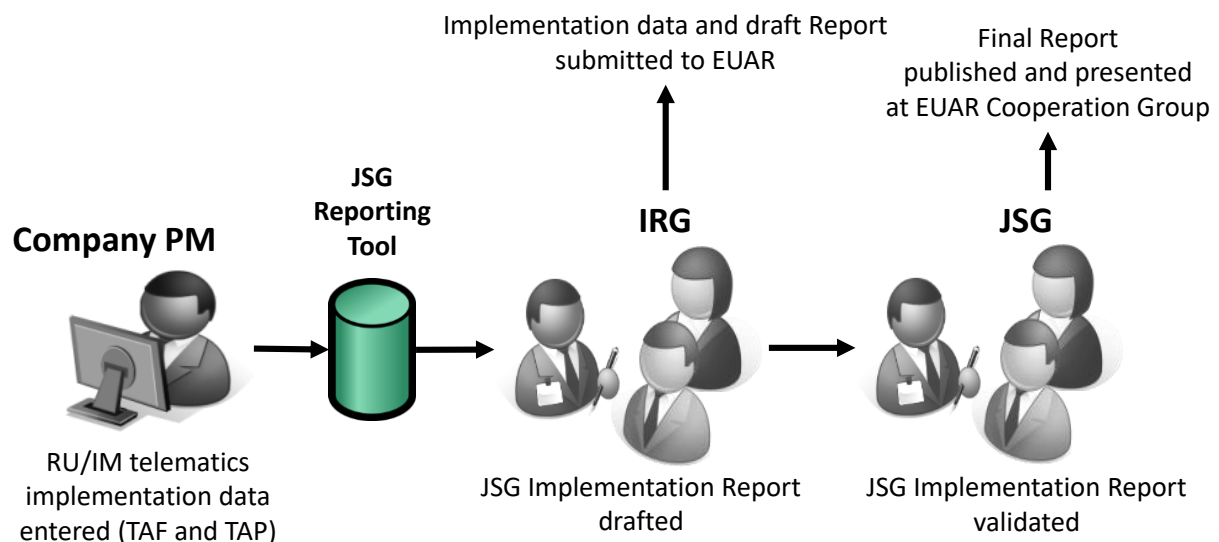 Implementation data and draft Report
submitted to EUAR
Final Report
published and presented
at EUAR Cooperation Group
JSG
Reporting
Tool
Company PM
IRG
JSG
RU/IM telematics
implementation data
entered (TAF and TAP)
JSG Implementation Report
drafted
JSG Implementation Report
validated